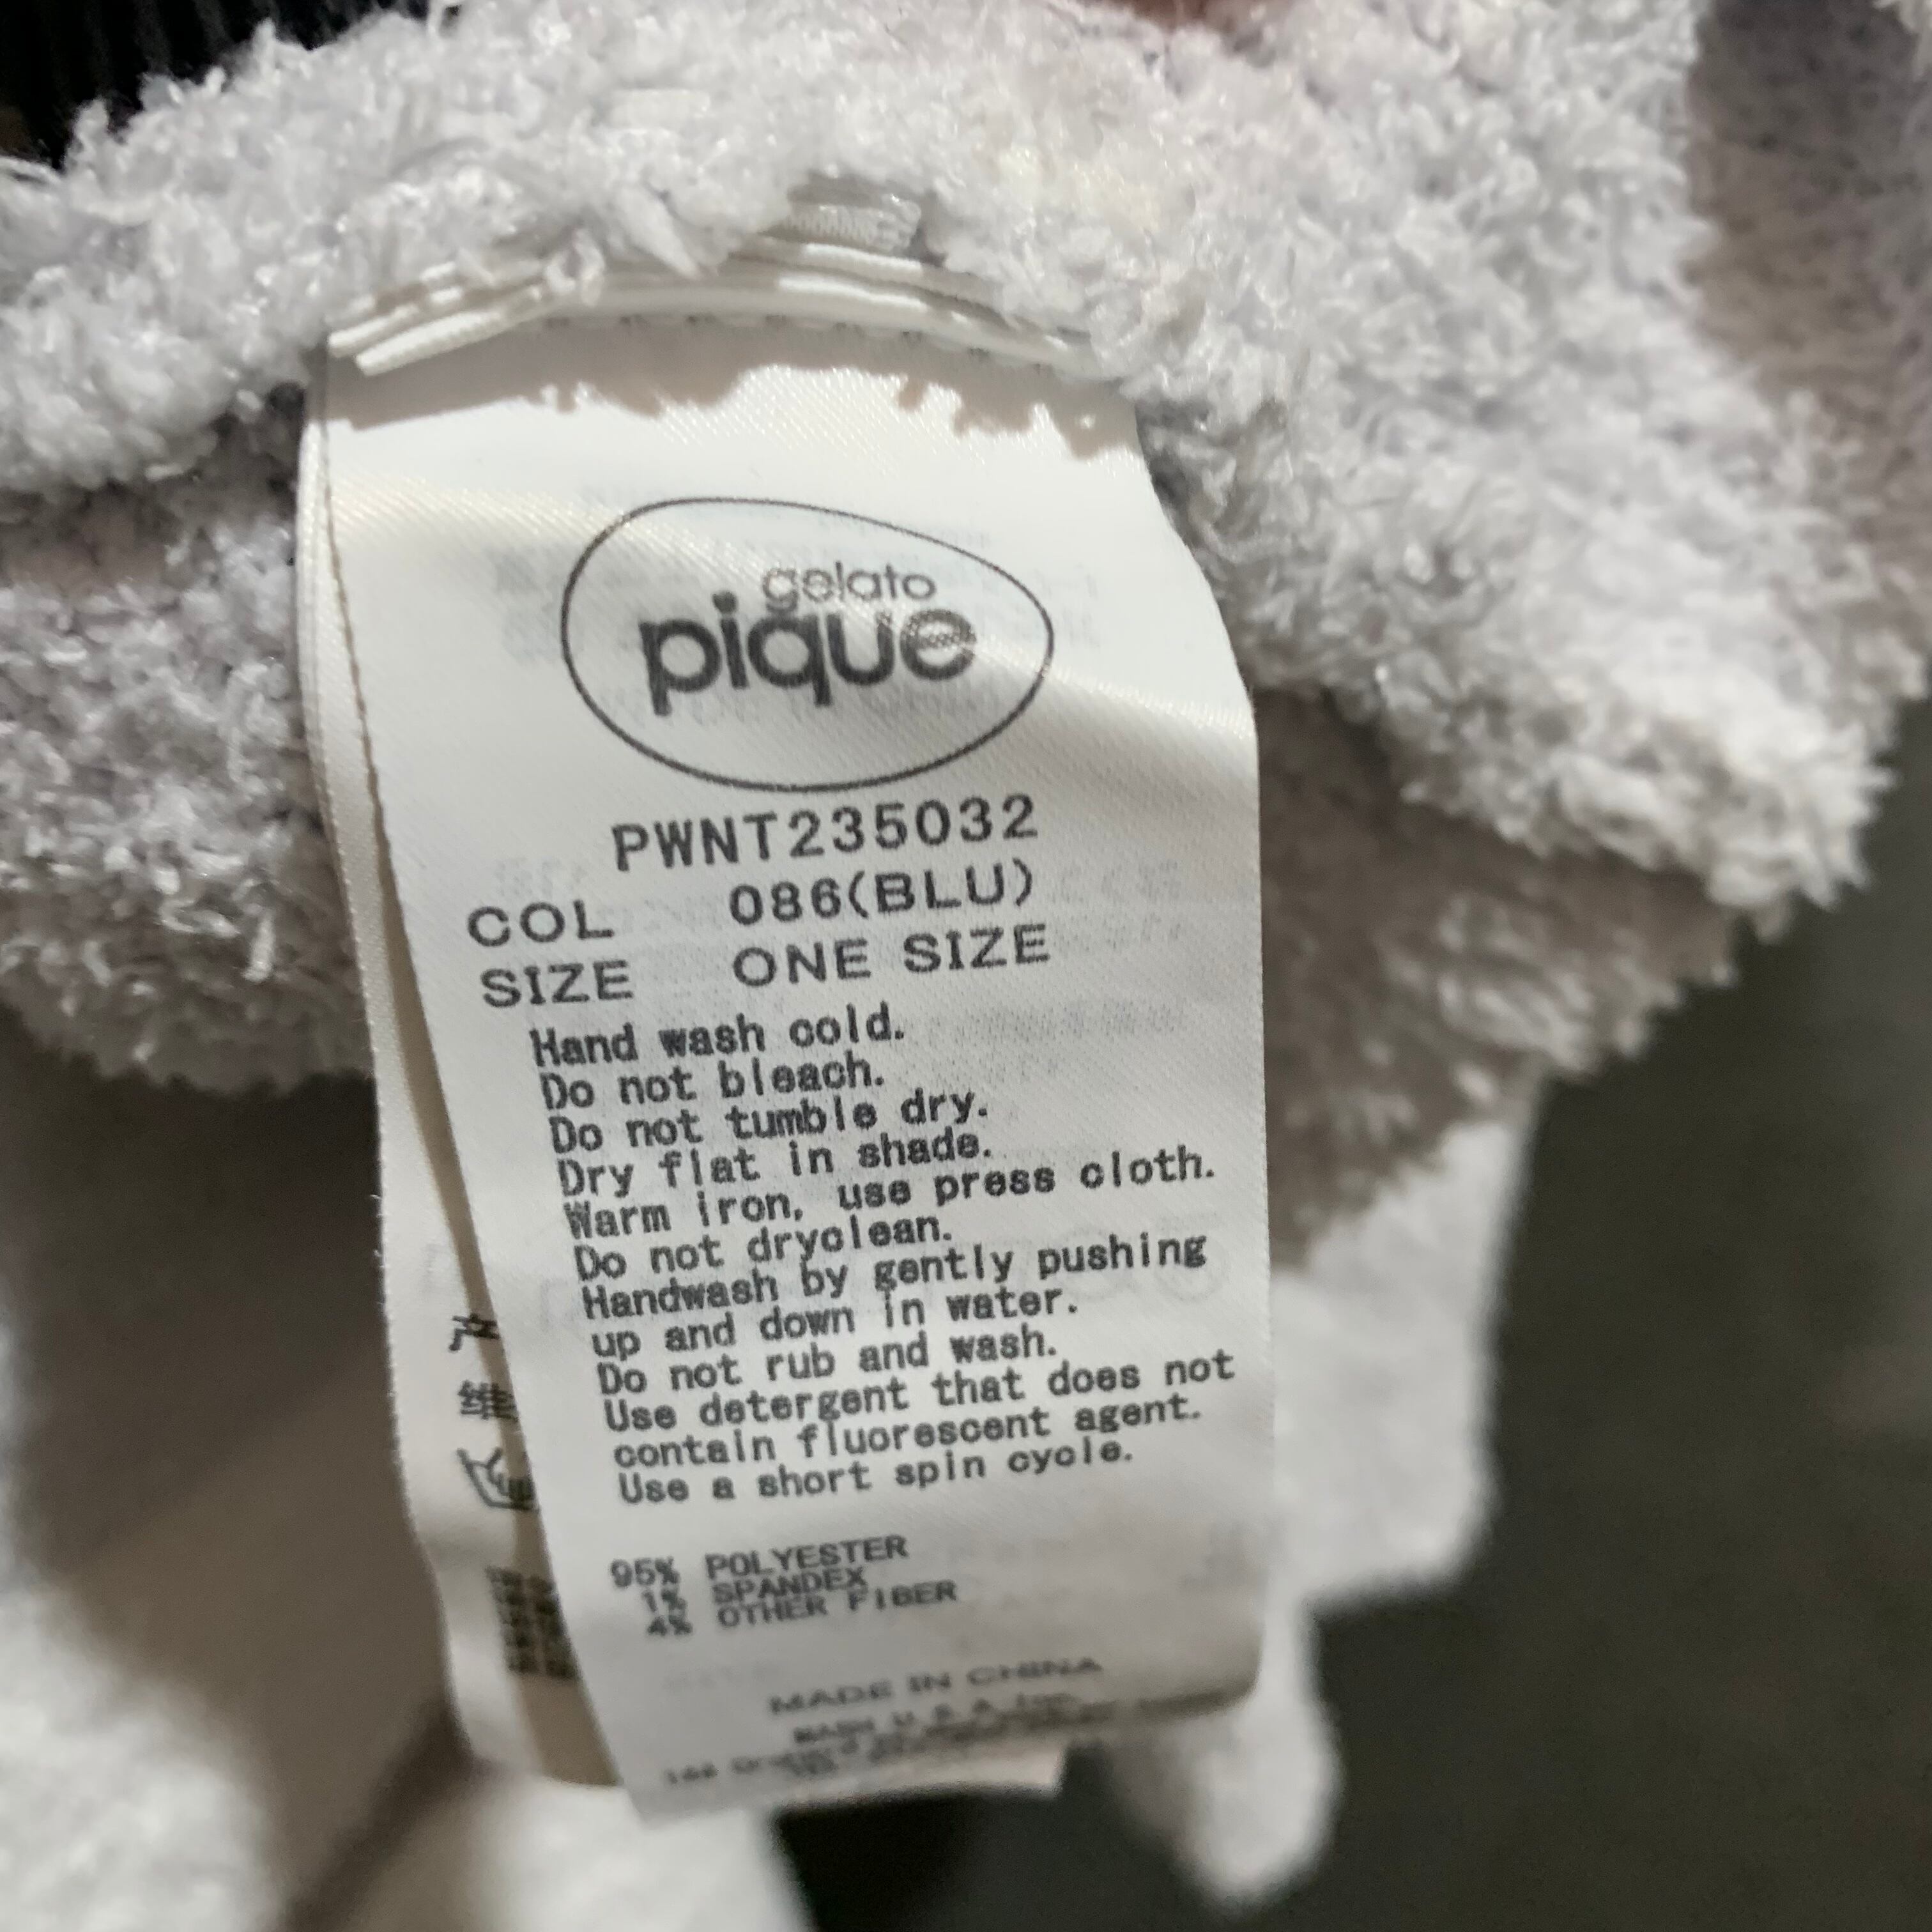 gelato
pique
PWNT235032
COL 086(BLU)
SIZE ONE SIZE
Hand wash cold.
Do not bleach.
Do not tumble dry.
Dry flat in shade.
Warm iron, use press cloth.
Do not dryclean.
Handwash by gently pushing
up and down in water.
Do not rub and wash.
Use detergent that does not
contain fluorescent agent.
Use a short spin cycle.
95% POLYESTER
1% SPANDEX
4% OTHER FIBER
MADE IN CHINA
MASH U S A
产
维